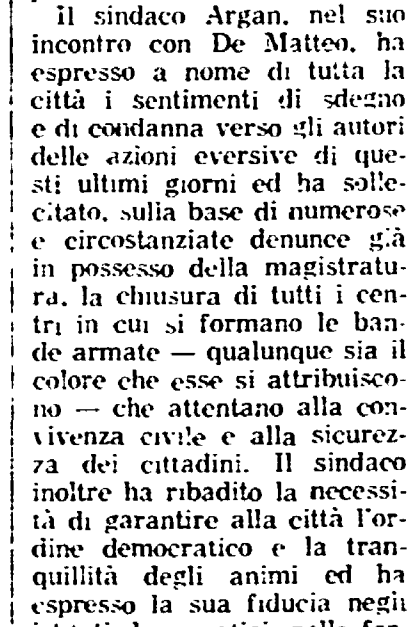 Il sindaco Argan, nel suo
incontro con De Matteo, ha
espresso a nome di tutta la
città i sentimenti di sdegno
e di condanna verso gli autori
delle azioni eversive di que-
sti ultimi giorni ed ha solle-
citato, sulla base di numerose
e circostanziate denunce già
in possesso della magistratu-
ra, la chiusura di tutti i cen-
tri in cui si formano le ban-
de armate — qualunque sia il
colore che esse si attribuisco-
no — che attentano alla con-
vivenza civile e alla sicurez-
za dei cittadini. Il sindaco
inoltre ha ribadito la necessi-
tà di garantire alla città l'or-
dine democratico e la tran-
quillità degli animi ed ha
espresso la sua fiducia negli